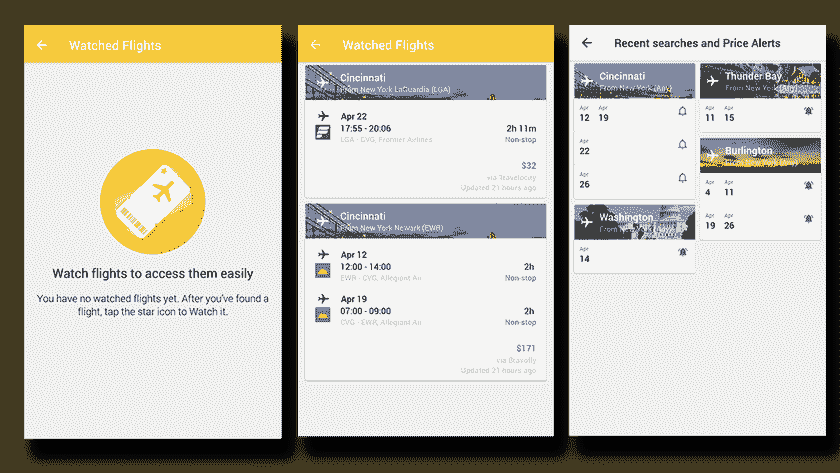 Watched Flights
Watch flights to access them easily
You have no watched flights yet. After you've found a
flight, tap the star icon to Watch it.
Watched Flights
Cincinnati
From New York LaGuardia (LGA)
Apr 22
17:55 - 20:06
2h 11m
LGA - CVG, Frontier Airlines
Non-stop
$32
via Travelocity
Updated 21 hours ago
Cincinnati
From New York Newark (EWR)
Apr 12
12:00 - 14:00
2h
EWR - CVG, Allegiant Air
Non-stop
Apr 19
07:00 - 09:00
2h
CVG - EWR, Allegiant Air
Non-stop
$171
via Bravofly
Updated 21 hours ago
Recent searches and Price Alerts
Cincinnati
From New York (Any)
Apr Apr
12 19
Apr
22
Apr
26
Washington
From New York
Apr
14
Thunder Bay
From New York (Any)
Apr Apr
11 15
Burlington
Apr Apr
4 11
Apr Apr
19 26